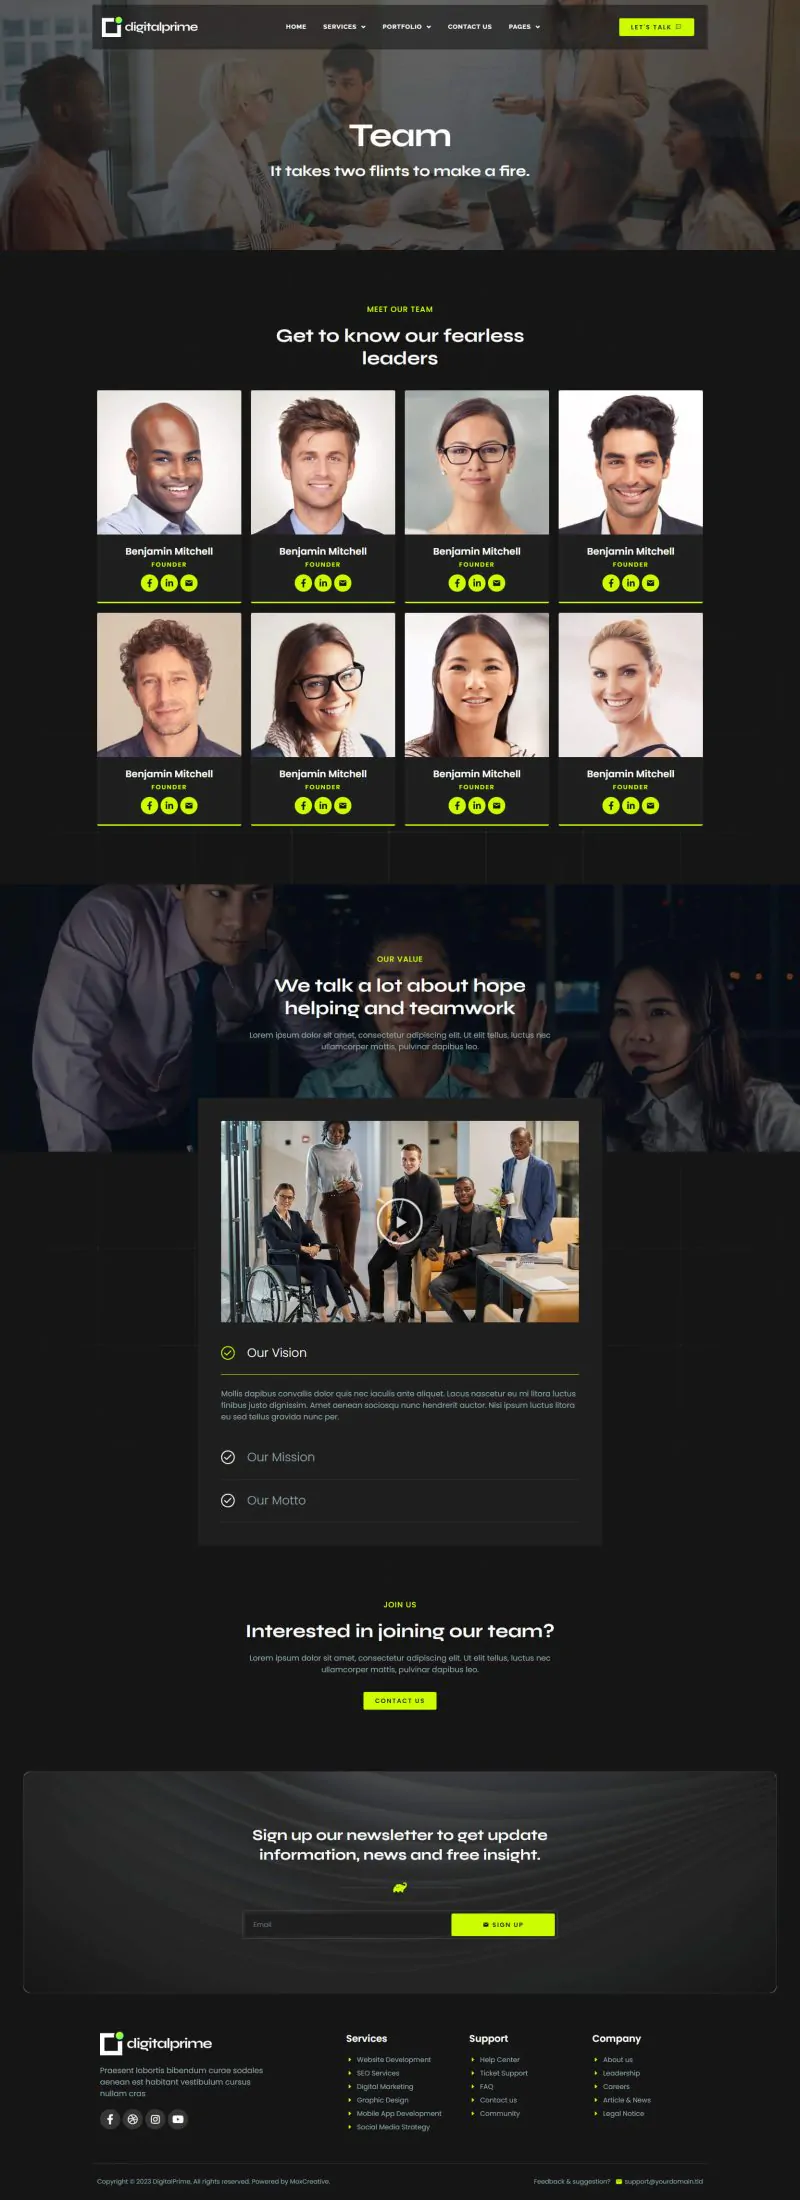 digitalprime
HOME SERVICES PORTFOLIO CONTACT US PAGES
LET'S TALK
Team
It takes two flints to make a fire.
MEET OUR TEAM
Get to know our fearless
leaders
Benjamin Mitchell Benjamin Mitchell Benjamin Mitchell Benjamin Mitchell
FOUNDER FOUNDER FOUNDER FOUNDER
Benjamin Mitchell Benjamin Mitchell Benjamin Mitchell Benjamin Mitchell
FOUNDER FOUNDER FOUNDER FOUNDER
OUR VALUE
We talk a lot about hope
helping and teamwork
Lorem ipsum dolor sit amet, consectetur adipiscing elit. Ut elit tellus, luctus nec
ullamcorper mattis, pulvinar dapibus leo.
Our Vision
Mollis dapibus convallis dolor quis nec iaculis ante aliquet. Lacus nascetur eu mi litora luctus
finibus justo dignissim. Amet aenean sociosqu nunc hendrerit auctor. Nisi ipsum luctus litora
eu sed tellus gravida nunc per.
Our Mission
Our Motto
JOIN US
Interested in joining our team?
Lorem ipsum dolor sit amet, consectetur adipiscing elit. Ut elit tellus, luctus nec
ullamcorper mattis, pulvinar dapibus leo.
CONTACT US
Sign up our newsletter to get update
information, news and free insight.
Email
SIGN UP
digitalprime
Praesent lobortis bibendum curae sodales
aenean est habitant vestibulum cursus
nullam cras
Services
Website Development
SEO Services
Digital Marketing
Graphic Design
Mobile App Development
Social Media Strategy
Support
Help Center
Ticket Support
FAQ
Contact us
Community
Company
About us
Leadership
Careers
Article & News
Legal Notice
Copyright © 2023 DigitalPrime, All rights reserved. Powered by MaxCreative.
Feedback & suggestion? support@yourdomain.tld